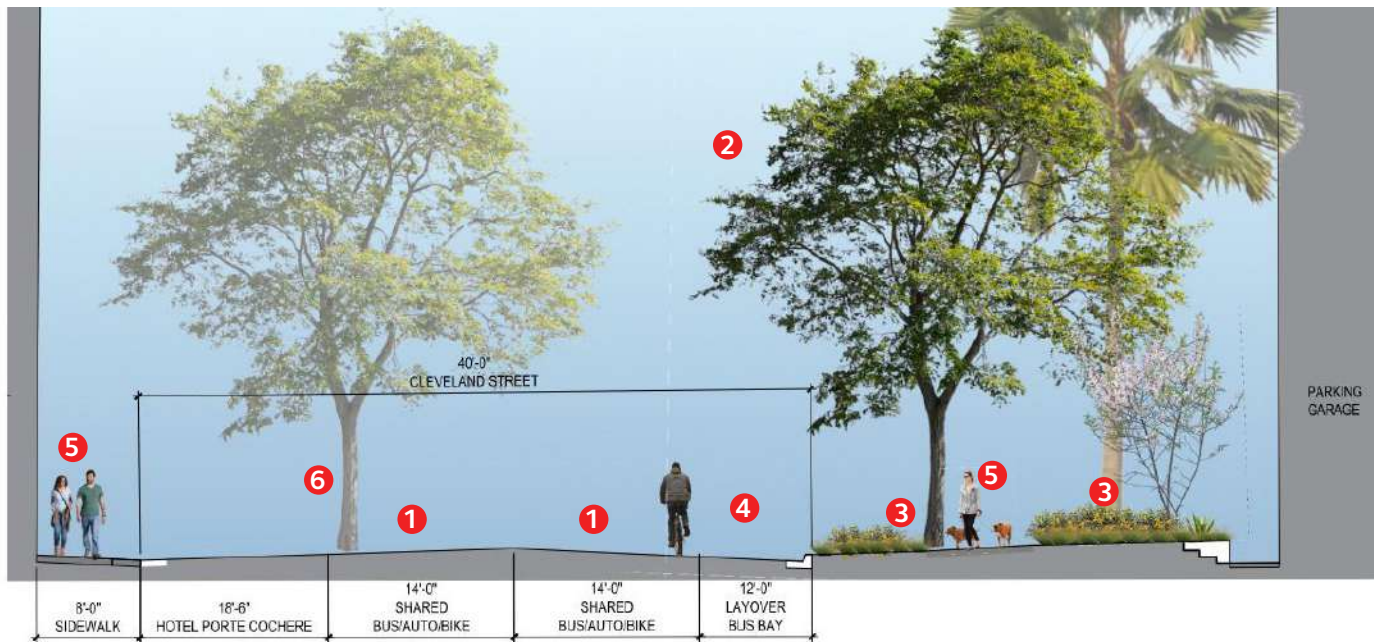 2
40'-0"
CLEVELAND STREET
PARKING
GARAGE
5
6
5
1
1
4
3
3
8'-0"
SIDEWALK
18'-6"
HOTEL PORTE COCHERE
14'-0"
SHARED
BUS/AUTO/BIKE
14'-0"
SHARED
BUS/AUTO/BIKE
12'-0"
LAYOVER
BUS BAY